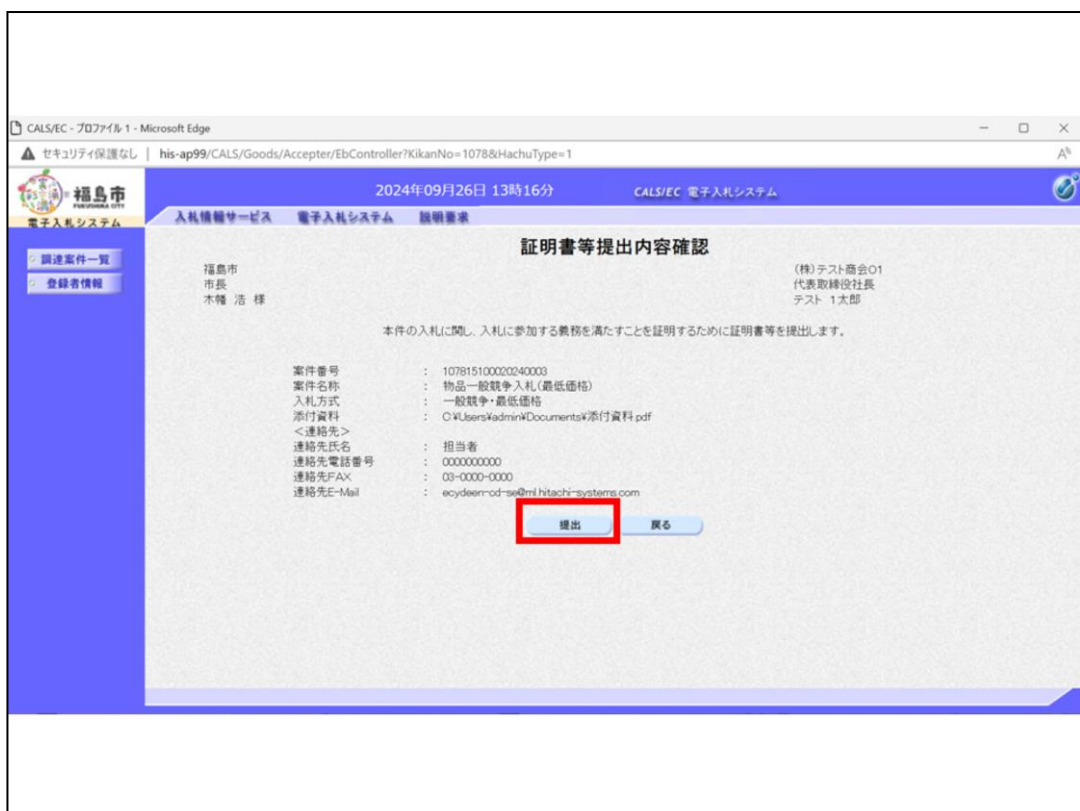 CALS/EC - プロファイル 1 - Microsoft Edge
セキュリティ保護なし | his-ap99/CALS/Goods/Accepter/EbController?KikanNo=1078&HachuType=1
福島市
FUKUSHIMA CITY
電子入札システム
2024年09月26日 13時16分
CALS/EC 電子入札システム
入札情報サービス 電子入札システム 説明要求
調達案件一覧
登録者情報
証明書等提出内容確認
福島市
市長
木幡 浩 様
(株)テスト商会01
代表取締役社長
テスト 1太郎
本件の入札に関し、入札に参加する義務を満たすことを証明するために証明書等を提出します。
案件番号 : 107815100020240003
案件名称 : 物品一般競争入札(最低価格)
入札方式 : 一般競争・最低価格
添付資料 : C:¥Users¥admin¥Documents¥添付資料.pdf
<連絡先>
連絡先氏名 : 担当者
連絡先電話番号 : 0000000000
連絡先FAX : 03-0000-0000
連絡先E-Mail : ecydeen-cd-se@ml.hitachi-systems.com
提出 戻る